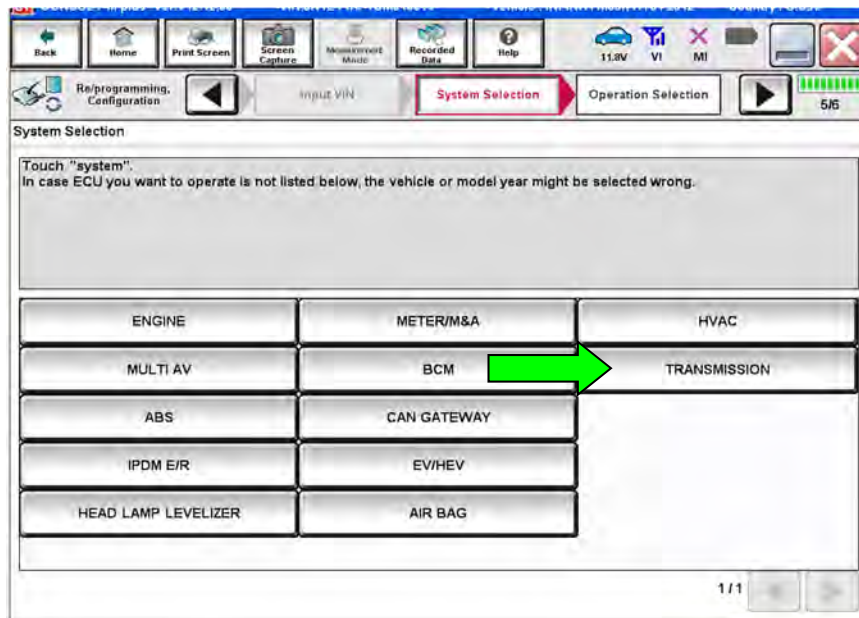 Back
Home
Print Screen
Screen Capture
Measurement Mode
Recorded Data
Help
11.8V
VI
MI
Re/programming, Configuration
Input VIN
System Selection
Operation Selection
5/6
System Selection
Touch "system".
In case ECU you want to operate is not listed below, the vehicle or model year might be selected wrong.
ENGINE
METER/M&A
HVAC
MULTI AV
BCM
TRANSMISSION
ABS
CAN GATEWAY
IPDM E/R
EV/HEV
HEAD LAMP LEVELIZER
AIR BAG
1/1